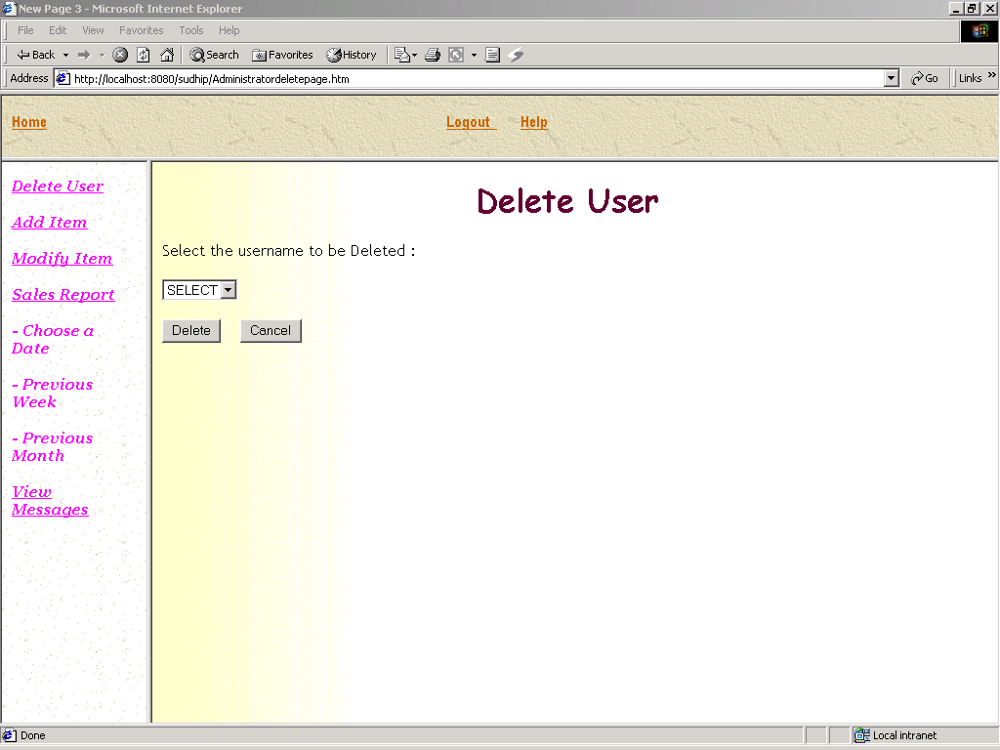 New Page 3 - Microsoft Internet Explorer
File Edit View Favorites Tools Help
Back Search Favorites History
Address http://localhost:8080/sudhip/Administratordeletepage.htm Go Links »
Home Logout Help
Delete User
Add Item
Modify Item
Sales Report
- Choose a
Date
- Previous
Week
- Previous
Month
View
Messages
Delete User
Select the username to be Deleted :
SELECT
Delete Cancel
Done Local intranet